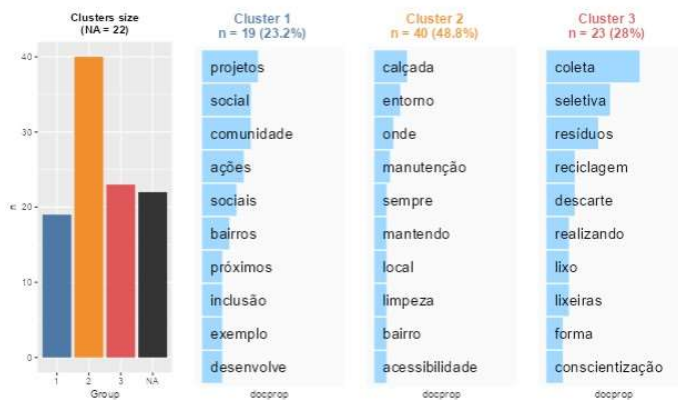 Clusters size
(NA = 22)
40
30
20
10
0
n
1 2 3 NA
Group
Cluster 1
n = 19 (23.2%)
projetos
social
comunidade
ações
sociais
bairros
próximos
inclusão
exemplo
desenvolve
docprop
Cluster 2
n = 40 (48.8%)
calçada
entorno
onde
manutenção
sempre
mantendo
local
limpeza
bairro
acessibilidade
docprop
Cluster 3
n = 23 (28%)
coleta
seletiva
resíduos
reciclagem
descarte
realizando
lixo
lixeiras
forma
conscientização
docprop